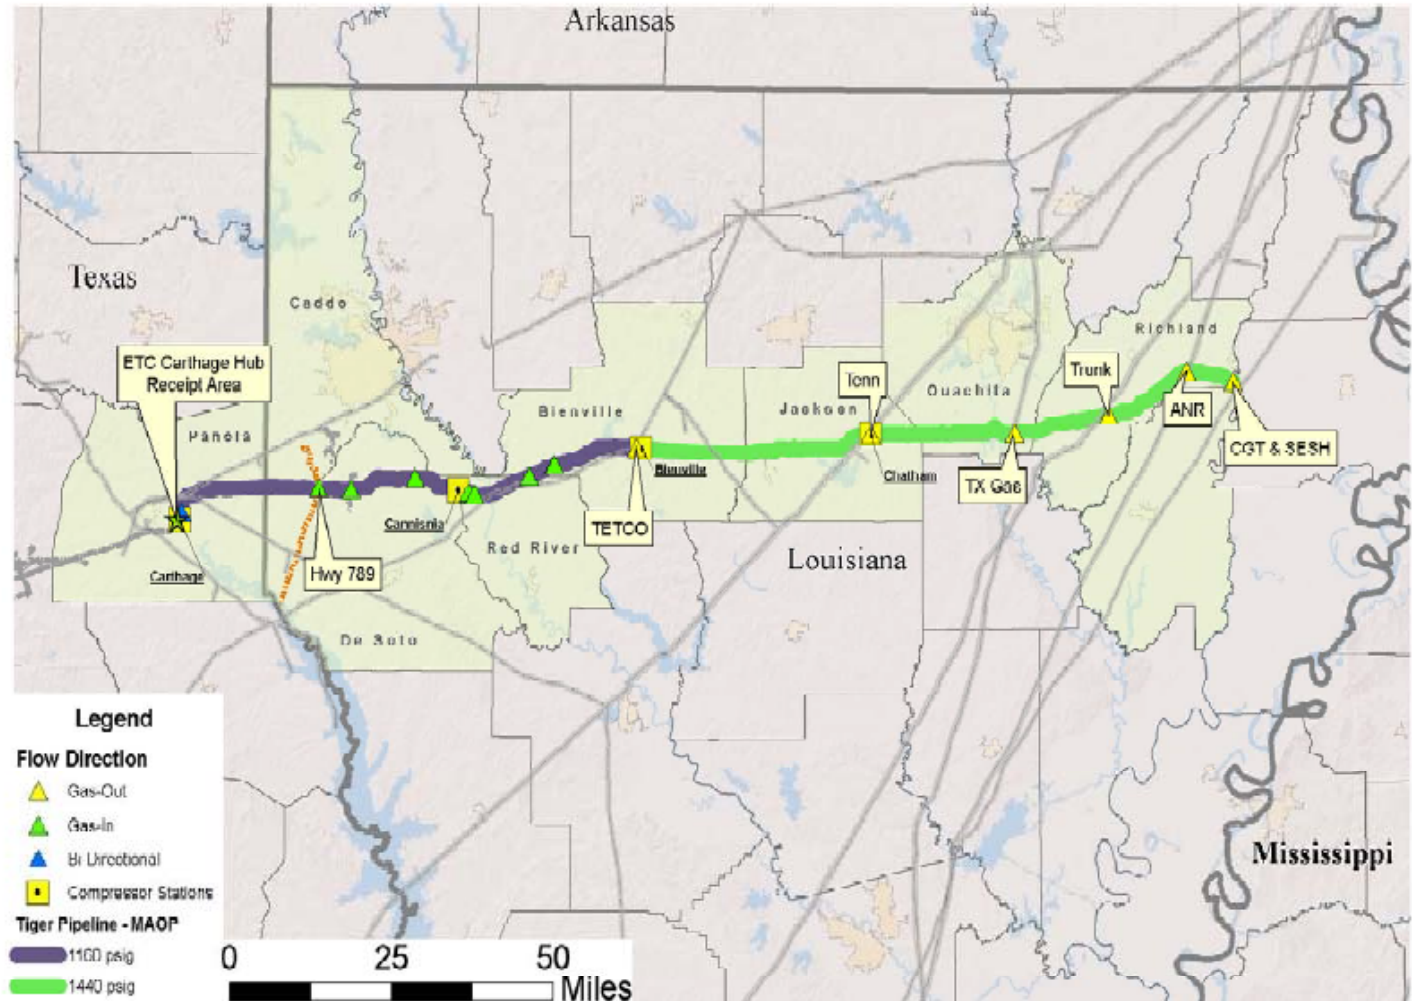 Arkansas
Texas
Caddo
Richland
ETC Carthage Hub
Receipt Area
Tenn
Trunk
Ouachita
Bienville
Jackson
ANR
Panola
CGT & SESH
Bienville
Chatham
TX Gas
Cannisnia
TETCO
Red River
Louisiana
Hwy 789
Carthage
De Soto
Legend
Flow Direction
Gas-Out
Gas-In
Bi Directional
Compressor Stations
Tiger Pipeline - MAOP
1160 psig
1440 psig
0 25 50
Miles
Mississippi